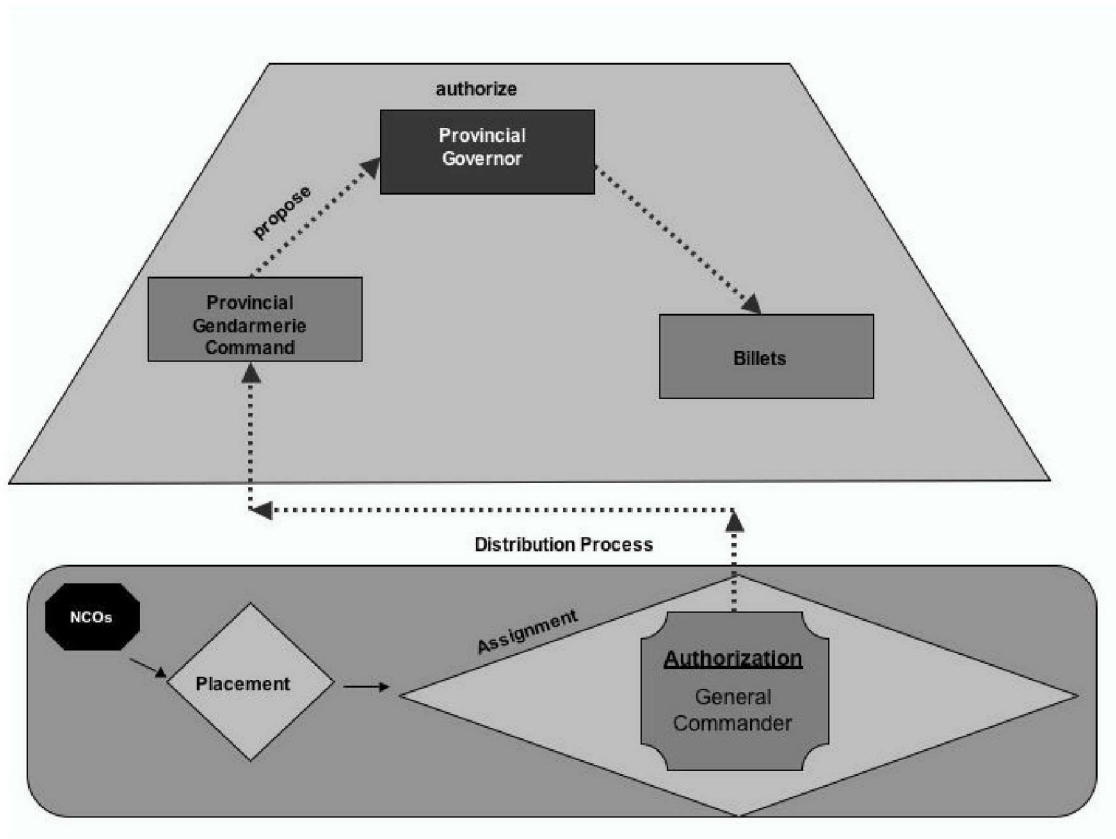 authorize
Provincial
Governor
propose
Provincial
Gendarmerie
Command
Billets
Distribution Process
NCOs
Placement
Assignment
Authorization
General
Commander